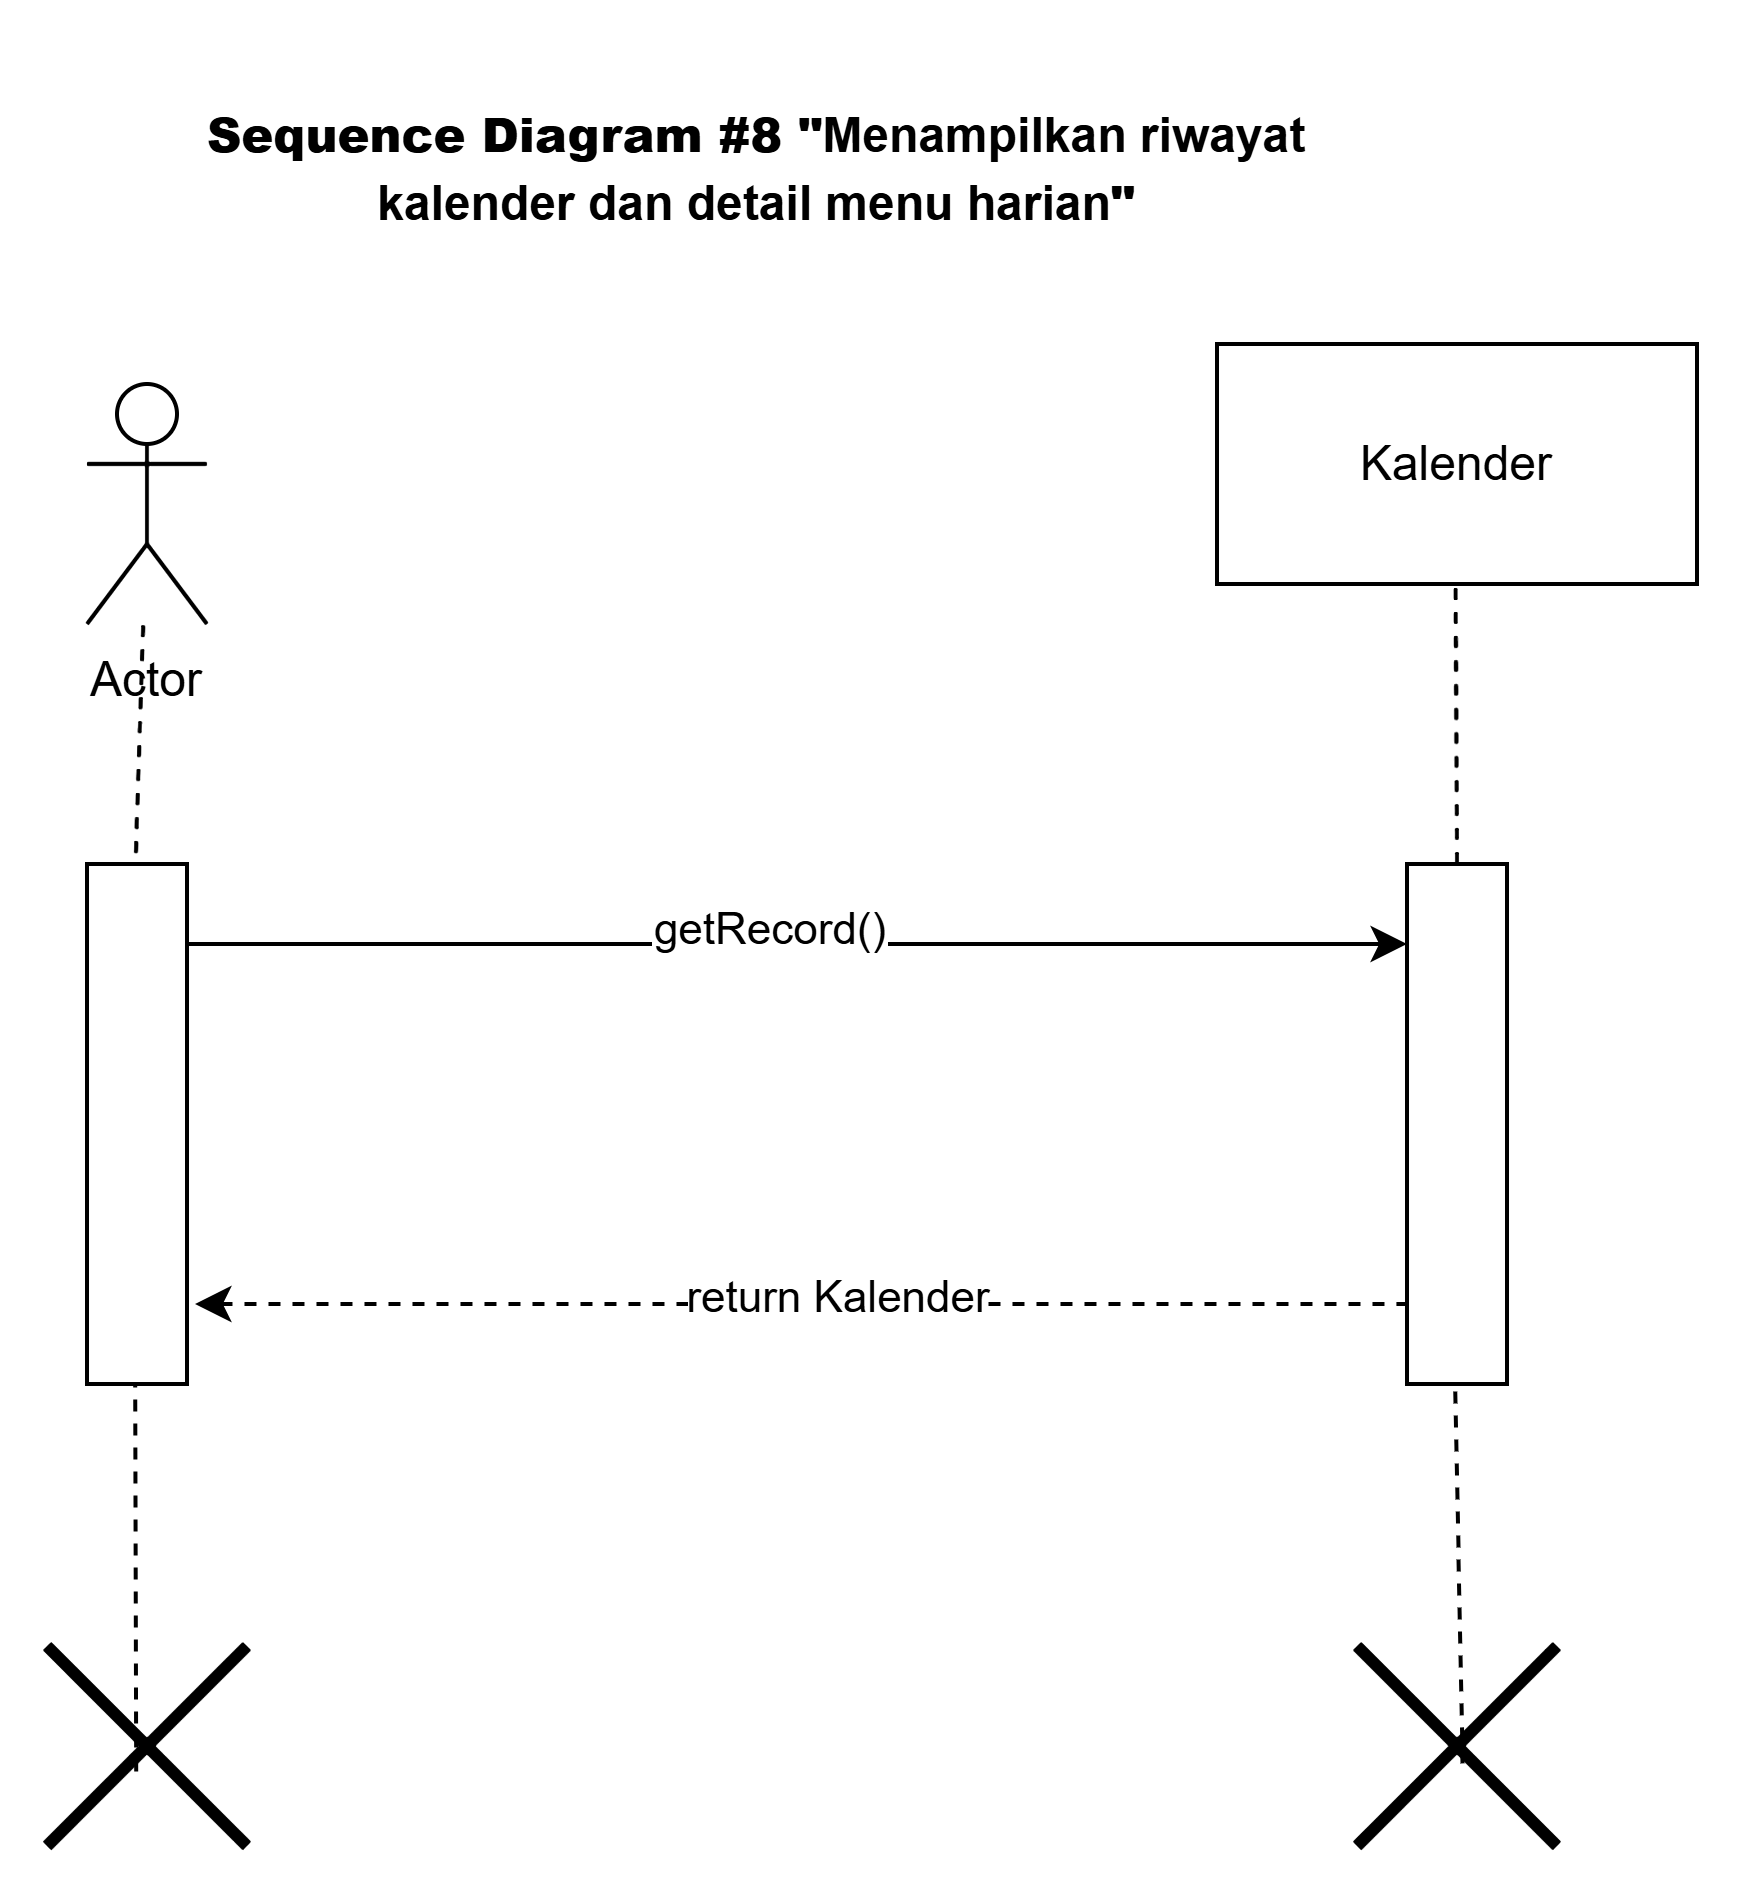 Sequence Diagram #8 "Menampilkan riwayat
kalender dan detail menu harian"
Kalender
Actor
getRecord()
return Kalender